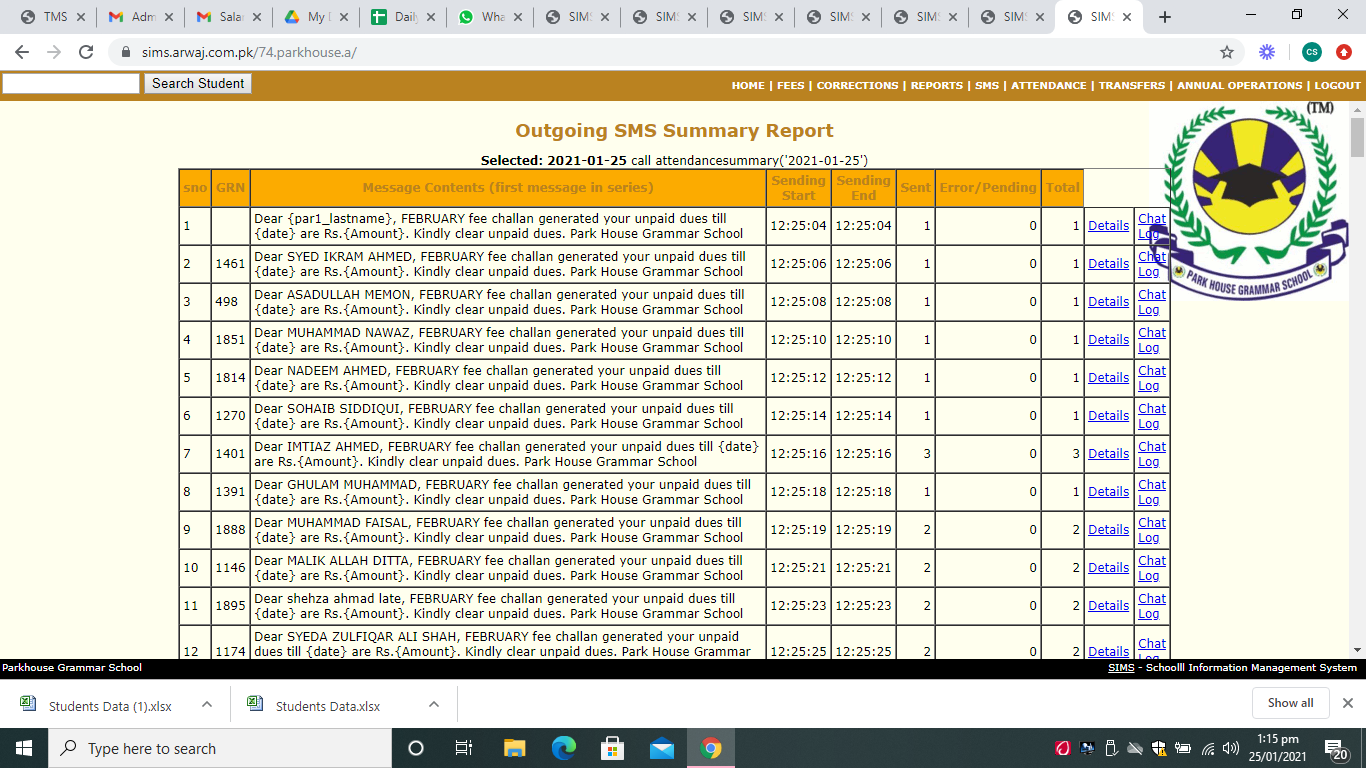 TMS Adm Salar My D Daily Wha SIMS SIMS SIMS SIMS SIMS SIMS SIMS
sims.arwaj.com.pk/74.parkhouse.a/ CS
Search Student HOME | FEES | CORRECTIONS | REPORTS | SMS | ATTENDANCE | TRANSFERS | ANNUAL OPERATIONS | LOGOUT
(TM)
Outgoing SMS Summary Report
Selected: 2021-01-25 call attendancesummary('2021-01-25')
sno GRN Message Contents (first message in series) Sending Start Sending End Sent Error/Pending Total
1 Dear {par1_lastname}, FEBRUARY fee challan generated your unpaid dues till
{date} are Rs.{Amount}. Kindly clear unpaid dues. Park House Grammar School 12:25:04 12:25:04 1 0 1 Details Chat Log
2 1461 Dear SYED IKRAM AHMED, FEBRUARY fee challan generated your unpaid dues till
{date} are Rs.{Amount}. Kindly clear unpaid dues. Park House Grammar School 12:25:06 12:25:06 1 0 1 Details Chat Log
3 498 Dear ASADULLAH MEMON, FEBRUARY fee challan generated your unpaid dues till
{date} are Rs.{Amount}. Kindly clear unpaid dues. Park House Grammar School 12:25:08 12:25:08 1 0 1 Details Chat Log
4 1851 Dear MUHAMMAD NAWAZ, FEBRUARY fee challan generated your unpaid dues till
{date} are Rs.{Amount}. Kindly clear unpaid dues. Park House Grammar School 12:25:10 12:25:10 1 0 1 Details Chat Log
5 1814 Dear NADEEM AHMED, FEBRUARY fee challan generated your unpaid dues till
{date} are Rs.{Amount}. Kindly clear unpaid dues. Park House Grammar School 12:25:12 12:25:12 1 0 1 Details Chat Log
6 1270 Dear SOHAIB SIDDIQUI, FEBRUARY fee challan generated your unpaid dues till
{date} are Rs.{Amount}. Kindly clear unpaid dues. Park House Grammar School 12:25:14 12:25:14 1 0 1 Details Chat Log
7 1401 Dear IMTIAZ AHMED, FEBRUARY fee challan generated your unpaid dues till {date}
are Rs.{Amount}. Kindly clear unpaid dues. Park House Grammar School 12:25:16 12:25:16 3 0 3 Details Chat Log
8 1391 Dear GHULAM MUHAMMAD, FEBRUARY fee challan generated your unpaid dues till
{date} are Rs.{Amount}. Kindly clear unpaid dues. Park House Grammar School 12:25:18 12:25:18 1 0 1 Details Chat Log
9 1888 Dear MUHAMMAD FAISAL, FEBRUARY fee challan generated your unpaid dues till
{date} are Rs.{Amount}. Kindly clear unpaid dues. Park House Grammar School 12:25:19 12:25:19 2 0 2 Details Chat Log
10 1146 Dear MALIK ALLAH DITTA, FEBRUARY fee challan generated your unpaid dues till
{date} are Rs.{Amount}. Kindly clear unpaid dues. Park House Grammar School 12:25:21 12:25:21 2 0 2 Details Chat Log
11 1895 Dear shehza ahmad late, FEBRUARY fee challan generated your unpaid dues till
{date} are Rs.{Amount}. Kindly clear unpaid dues. Park House Grammar School 12:25:23 12:25:23 2 0 2 Details Chat Log
12 1174 Dear SYEDA ZULFIQAR ALI SHAH, FEBRUARY fee challan generated your unpaid
dues till {date} are Rs.{Amount}. Kindly clear unpaid dues. Park House Grammar 12:25:25 12:25:25 2 0 2 Details Chat Log
PARK HOUSE GRAMMAR SCHOOL
Parkhouse Grammar School SIMS - Schoolll Information Management System
Students Data (1).xlsx Students Data.xlsx Show all
Type here to search 1:15 pm
25/01/2021 20